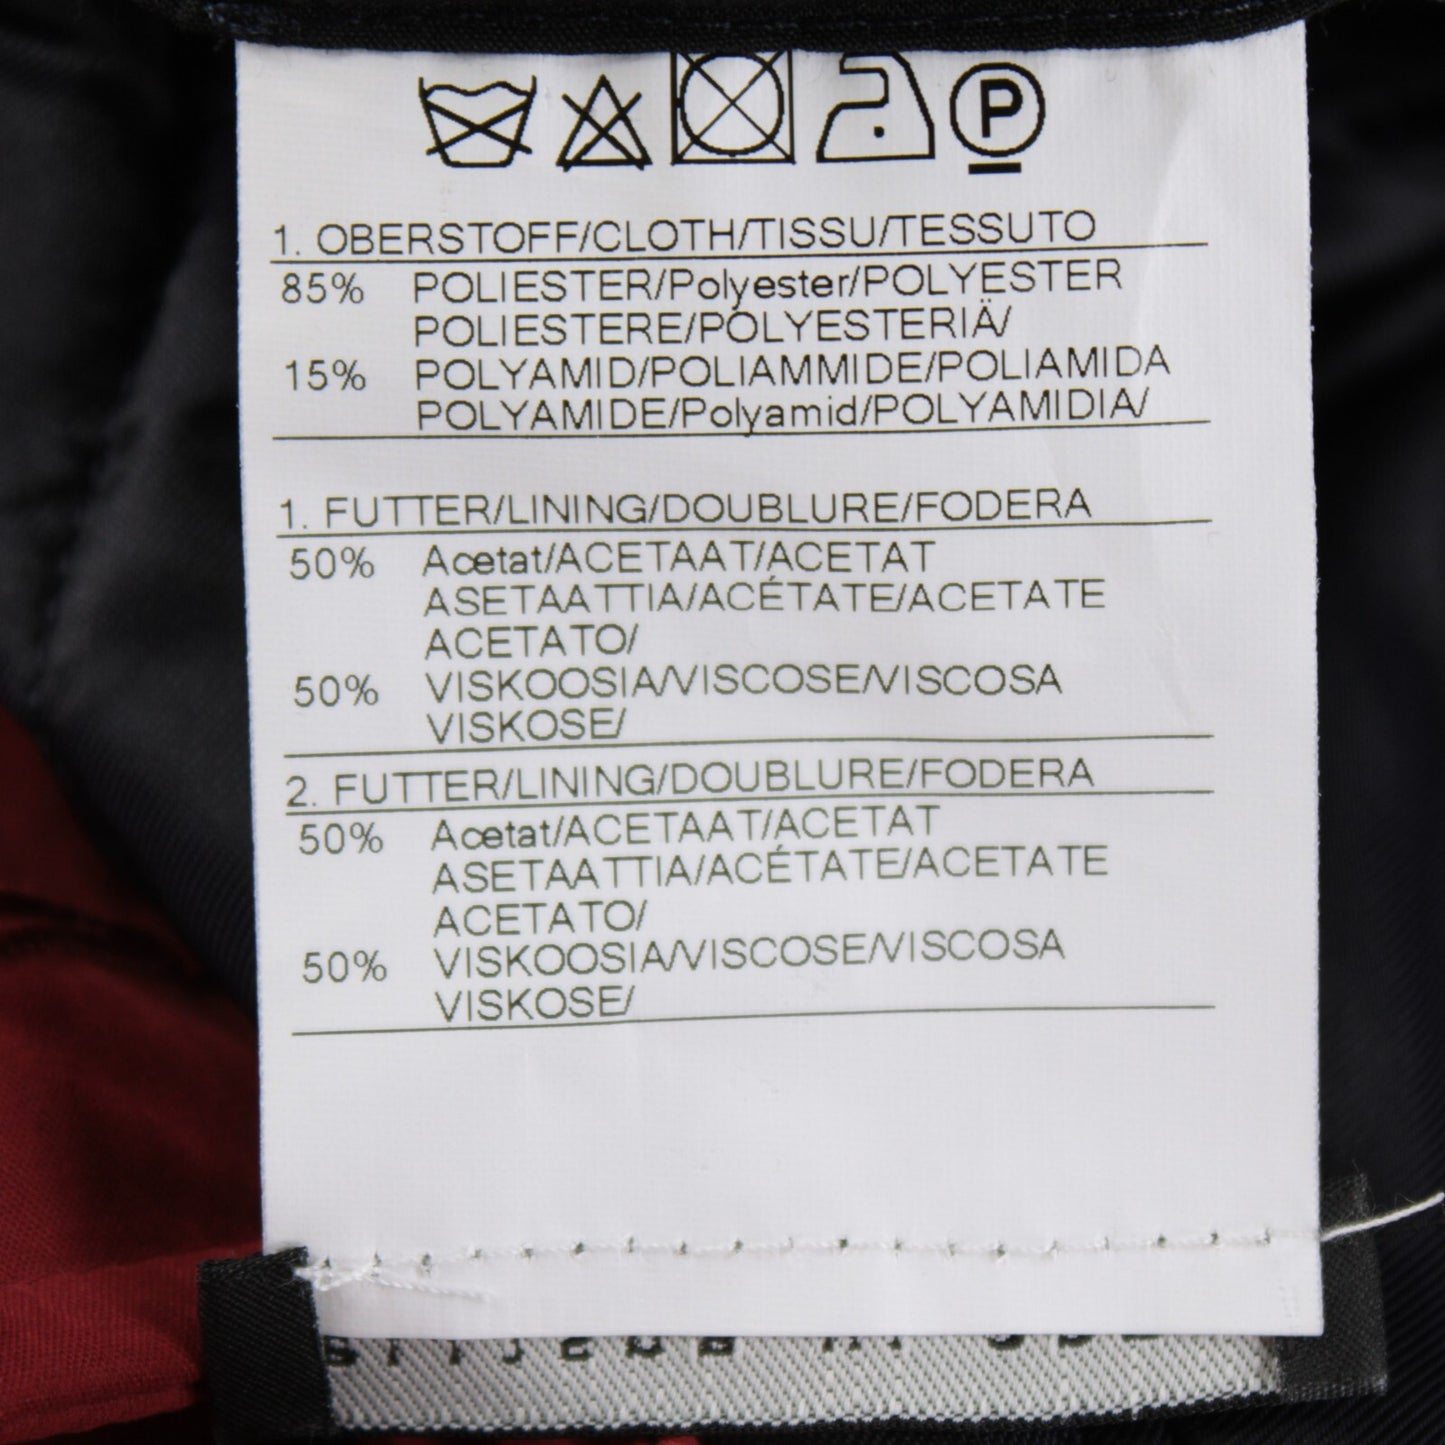 P
1. OBERSTOFF/CLOTH/TISSU/TESSUTO
85% POLIESTER/Polyester/POLYESTER
POLIESTERE/POLYESTERIÄ/
15% POLYAMID/POLIAMMIDE/POLIAMIDA
POLYAMIDE/Polyamid/POLYAMIDIA/
1. FUTTER/LINING/DOUBLURE/FODERA
50% Acetat/ACETAAT/ACETAT
ASETAATTIA/ACÉTATE/ACETATE
ACETATO/
50% VISKOOSIA/VISCOSE/VISCOSA
VISKOSE/
2. FUTTER/LINING/DOUBLURE/FODERA
50% Acetat/ACETAAT/ACETAT
ASETAATTIA/ACÉTATE/ACETATE
ACETATO/
50% VISKOOSIA/VISCOSE/VISCOSA
VISKOSE/